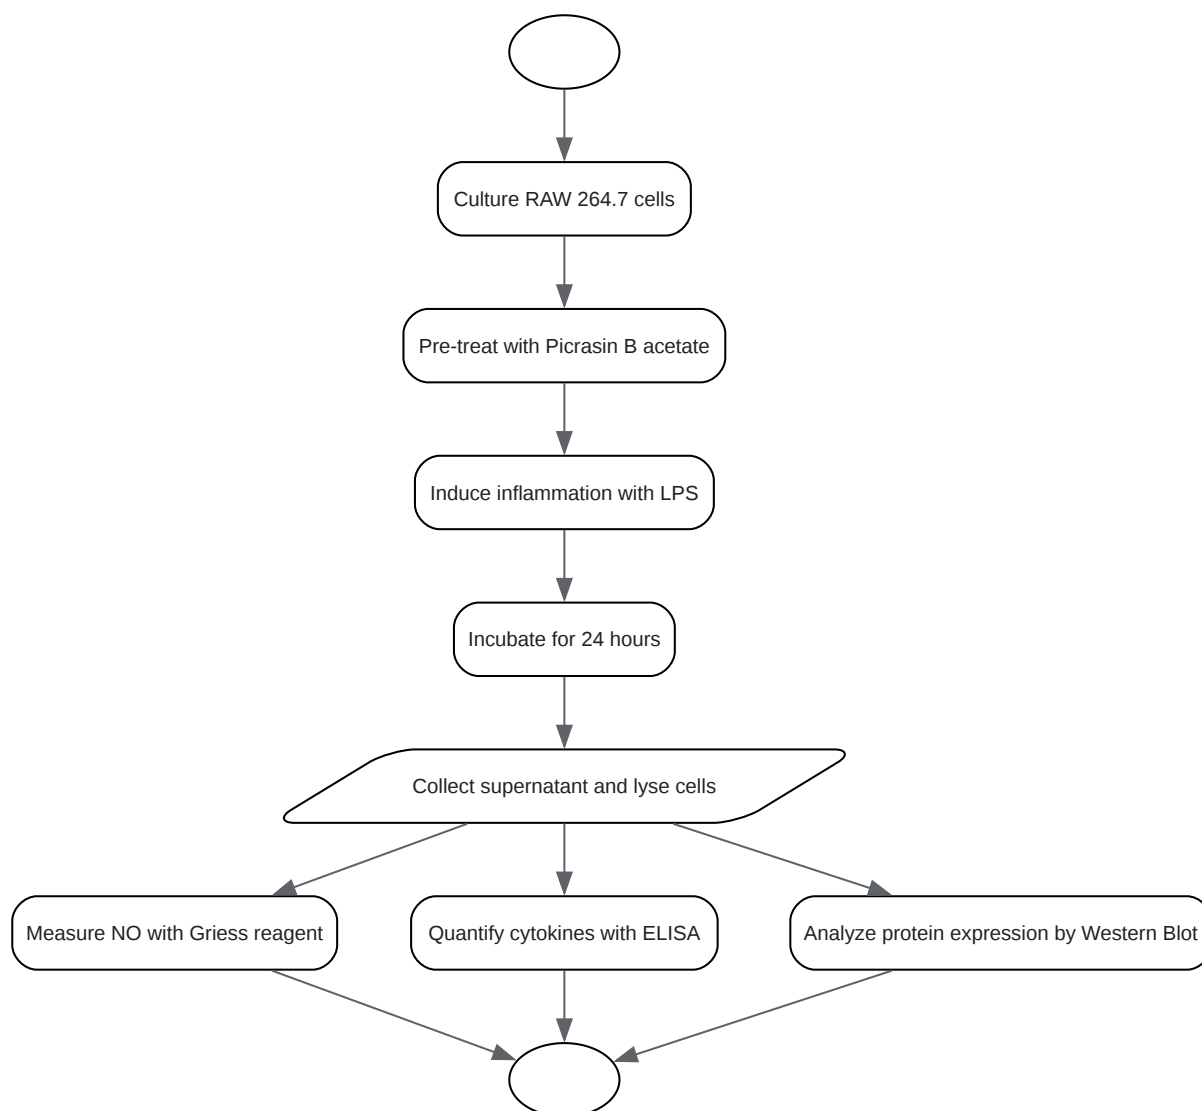 Culture RAW 264.7 cells
Pre-treat with Picrasin B acetate
Induce inflammation with LPS
Incubate for 24 hours
Collect supernatant and lyse cells
Measure NO with Griess reagent
Quantify cytokines with ELISA
Analyze protein expression by Western Blot